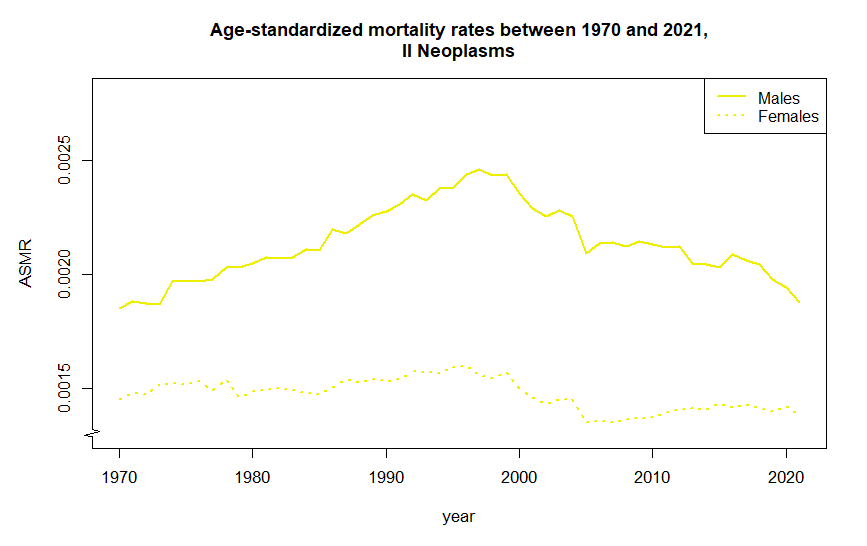 Age-standardized mortality rates between 1970 and 2021,
II Neoplasms
Males
Females
0.0025
0.0020
0.0015
ASMR
1970 1980 1990 2000 2010 2020
year